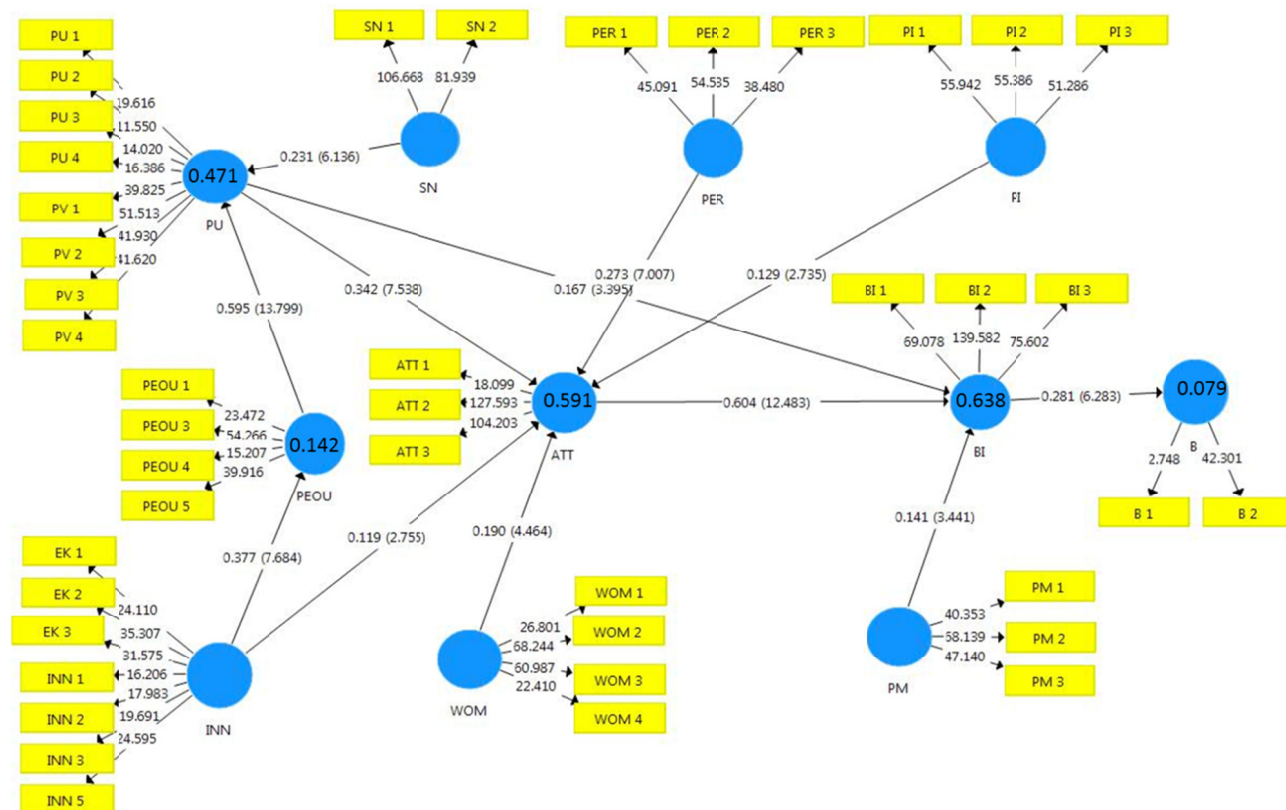 PU 1
PU 2
PU 3
PU 4
PV 1
PV 2
PV 3
PV 4
19.616
11.550
14.020
16.386
39.825
51.513
41.930
41.620
0.471
PU
SN 1
SN 2
106.668
81.939
SN
0.231 (6.136)
PER 1
PER 2
PER 3
45.091
54.535
38.480
PER
PI 1
PI 2
PI 3
55.942
55.386
51.286
PI
0.595 (13.799)
0.342 (7.538)
0.273 (7.007)
0.167 (3.395)
0.129 (2.735)
BI 1
BI 2
BI 3
69.078
139.582
75.602
0.638
BI
0.281 (6.283)
0.079
B
2.748
42.301
B 1
B 2
ATT 1
ATT 2
ATT 3
18.099
127.593
104.203
0.591
ATT
0.604 (12.483)
PEOU 1
PEOU 3
PEOU 4
PEOU 5
23.472
54.266
15.207
39.916
0.142
PEOU
0.377 (7.684)
0.119 (2.755)
0.190 (4.464)
0.141 (3.441)
EK 1
EK 2
EK 3
INN 1
INN 2
INN 3
INN 5
24.110
35.307
31.575
16.206
17.983
19.691
24.595
INN
WOM 1
WOM 2
WOM 3
WOM 4
26.801
68.244
60.987
22.410
WOM
PM 1
PM 2
PM 3
40.353
58.139
47.140
PM